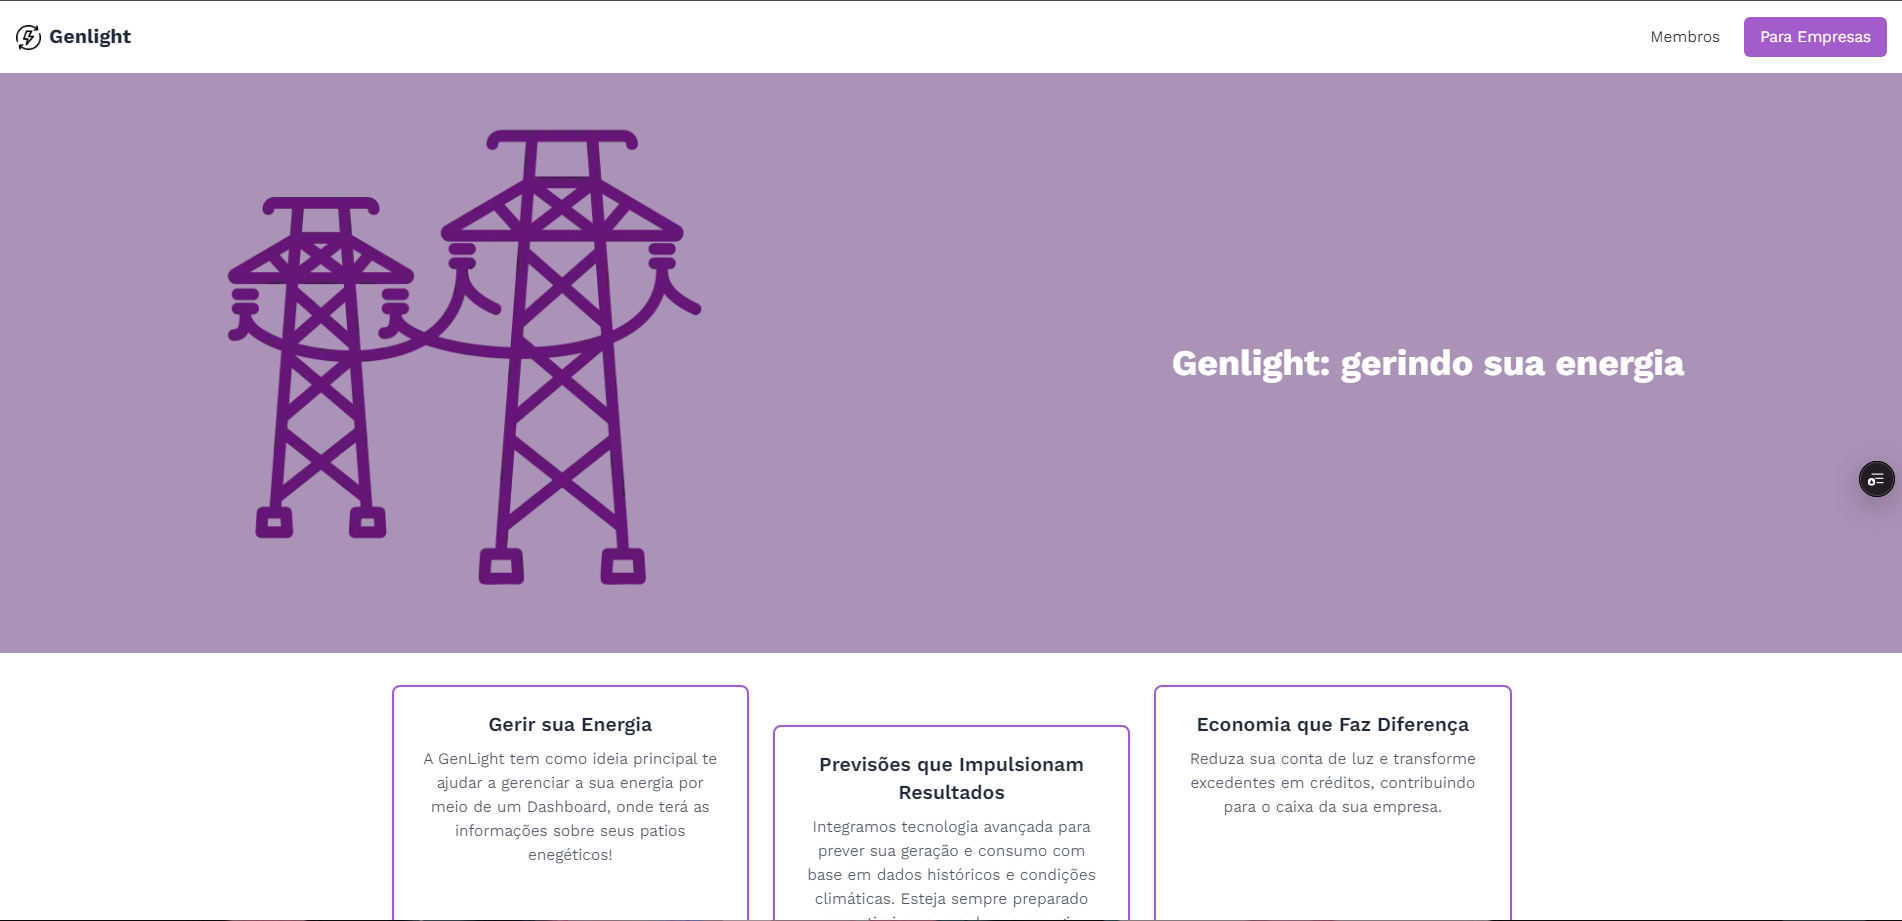 Genlight
Membros
Para Empresas
Genlight: gerindo sua energia
Gerir sua Energia
A GenLight tem como ideia principal te
ajudar a gerenciar a sua energia por
meio de um Dashboard, onde terá as
informações sobre seus patios
enegéticos!
Previsões que Impulsionam
Resultados
Integramos tecnologia avançada para
prever sua geração e consumo com
base em dados históricos e condições
climáticas. Esteja sempre preparado
Economia que Faz Diferença
Reduza sua conta de luz e transforme
excedentes em créditos, contribuindo
para o caixa da sua empresa.